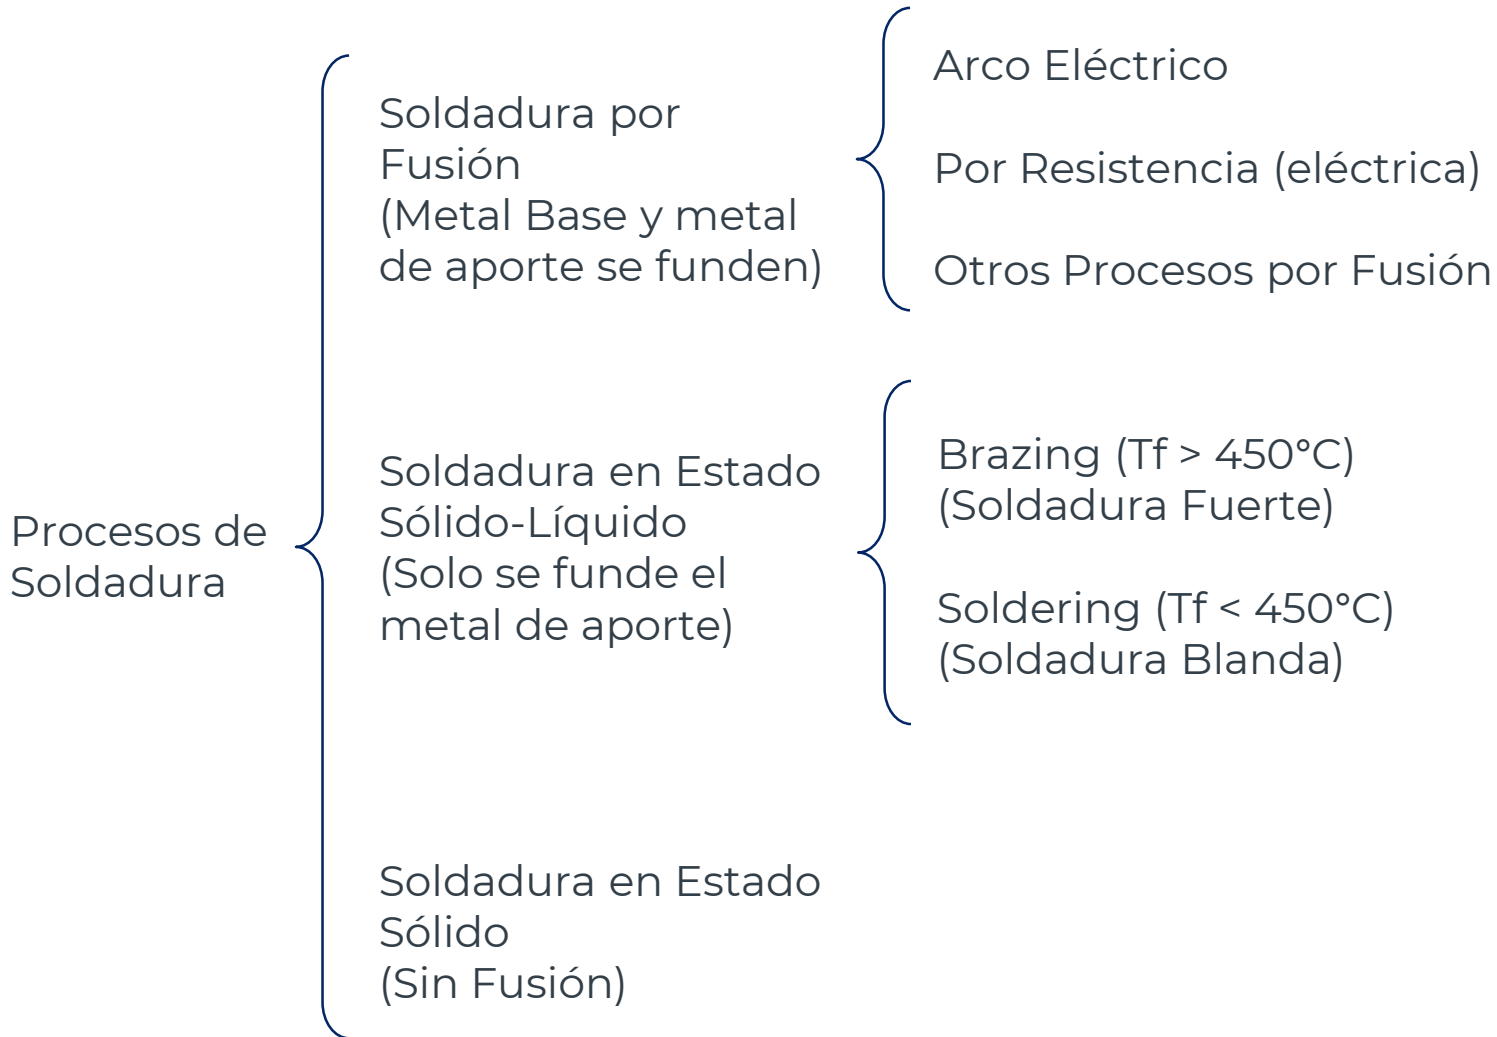 Procesos de
Soldadura
Soldadura por
Fusión
(Metal Base y metal
de aporte se funden)
Arco Eléctrico
Por Resistencia (eléctrica)
Otros Procesos por Fusión
Soldadura en Estado
Sólido-Líquido
(Solo se funde el
metal de aporte)
Brazing (Tf > 450°C)
(Soldadura Fuerte)
Soldering (Tf < 450°C)
(Soldadura Blanda)
Soldadura en Estado
Sólido
(Sin Fusión)